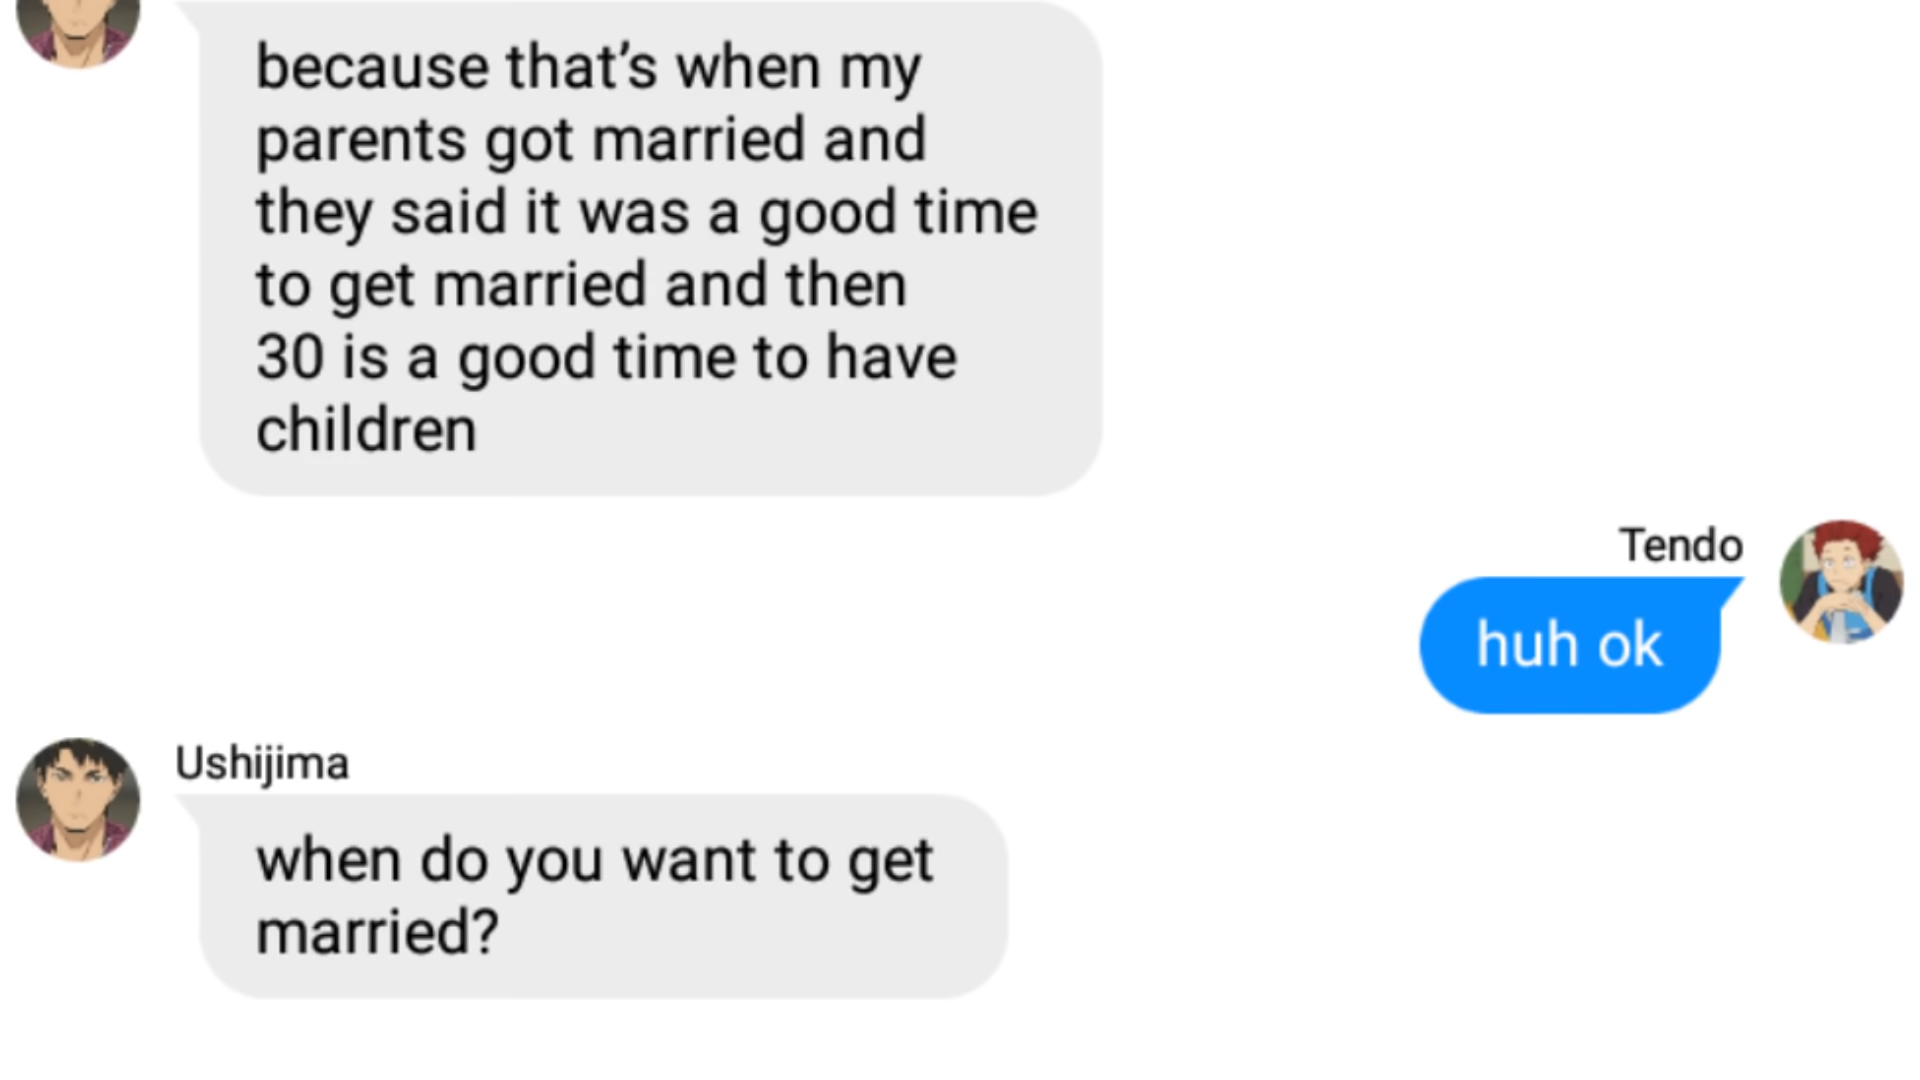 because that’s when my
parents got married and
they said it was a good time
to get married and then
30 is a good time to have
children
Tendo
huh ok
Ushijima
when do you want to get
married?